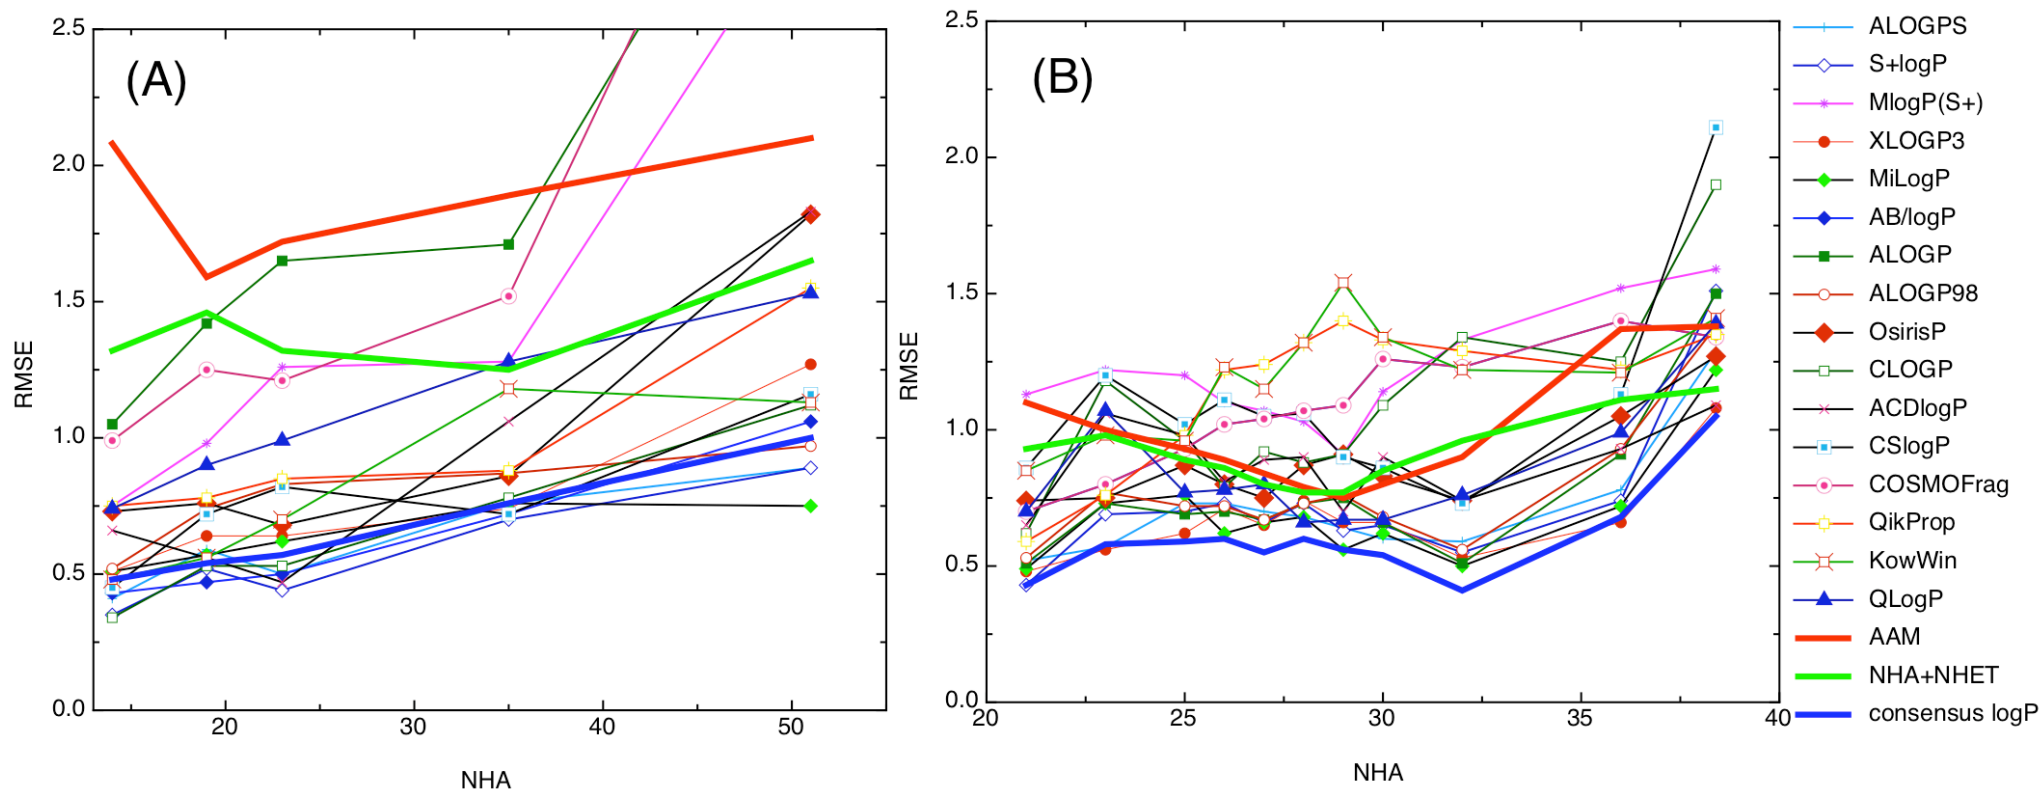 (A)
2.5
2.0
1.5
1.0
0.5
0.0
20
30
40
50
RMSE
NHA
(B)
2.5
2.0
1.5
1.0
0.5
0.0
20
25
30
35
40
RMSE
NHA
ALOGPS
S+logP
MlogP(S+)
XLOGP3
MiLogP
AB/logP
ALOGP
ALOGP98
OsirisP
CLOGP
ACDlogP
CSlogP
COSMOFrag
QikProp
KowWin
QLogP
AAM
NHA+NHET
consensus logP